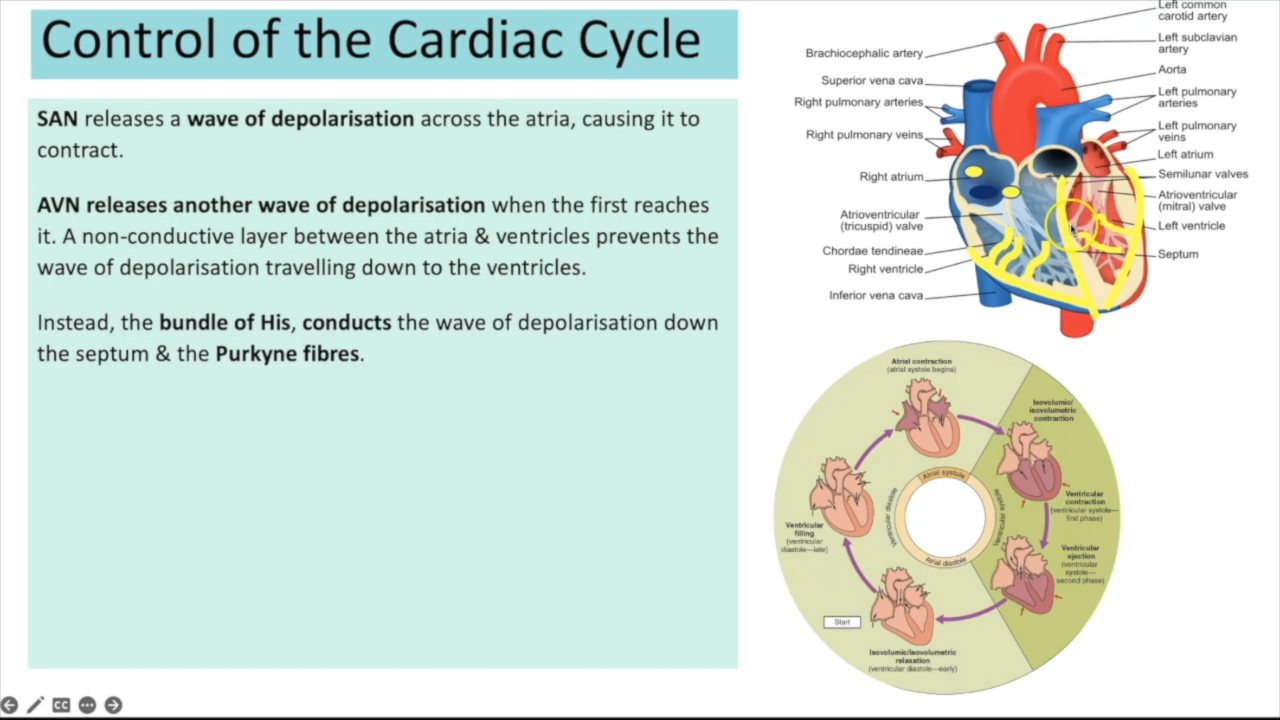 Control of the Cardiac Cycle
SAN releases a wave of depolarisation across the atria, causing it to
contract.
AVN releases another wave of depolarisation when the first reaches
it. A non-conductive layer between the atria & ventricles prevents the
wave of depolarisation travelling down to the ventricles.
Instead, the bundle of His, conducts the wave of depolarisation down
the septum & the Purkyne fibres.
Left common
carotid artery
Left subclavian
artery
Aorta
Left pulmonary
arteries
Left pulmonary
veins
Left atrium
Semilunar valves
Atrioventricular
(mitral) valve
Left ventricle
Septum
Brachiocephalic artery
Superior vena cava
Right pulmonary arteries
Right pulmonary veins
Right atrium
Atrioventricular
(tricuspid) valve
Chordae tendineae
Right ventricle
Inferior vena cava
Atrial contraction
(atrial systole begins)
Isovolumic/
isovolumetric
contraction
Ventricular
contraction
(ventricular systole—
first phase)
Ventricular
ejection
(ventricular
systole—
second phase)
Isovolumic/isovolumetric
relaxation
(ventricular diastole—early)
Start
Ventricular
filling
(ventricular
diastole—late)
Atrial systole
Ventricular systole
Atrial diastole
Ventricular diastole
CC